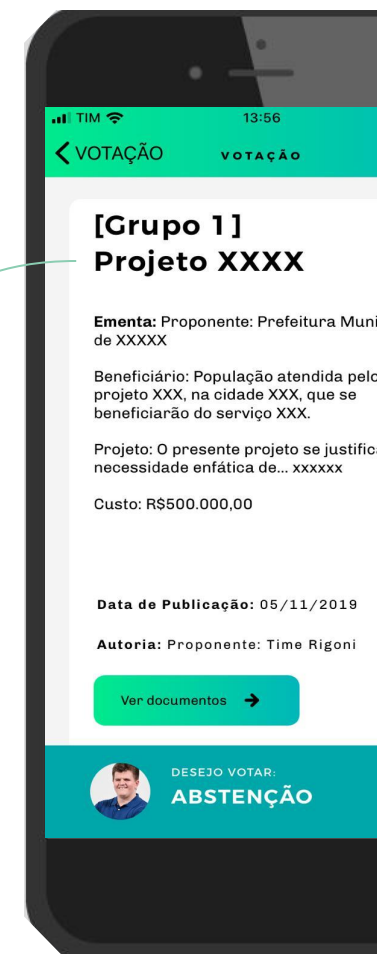 TIM 13:56
VOTAÇÃO VOTAÇÃO
[Grupo 1]
Projeto XXXX
Ementa: Proponente: Prefeitura Muni
de XXXXX
Beneficiário: População atendida pelo
projeto XXX, na cidade XXX, que se
beneficiarão do serviço XXX.
Projeto: O presente projeto se justifica
necessidade enfática de... xxxxxx
Custo: R$500.000,00
Data de Publicação: 05/11/2019
Autoria: Proponente: Time Rigoni
Ver documentos
DESEJO VOTAR:
ABSTENÇÃO